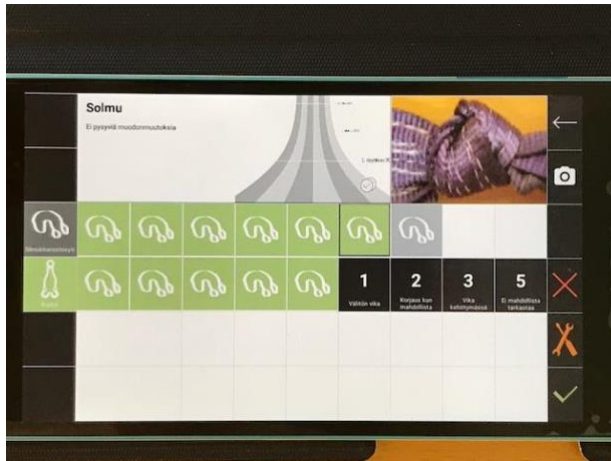 Solmu
Ei pysyviä muodonmuutoksia
1
Välitön vika
2
Korjaus kun
mahdollista
3
Vika
kehittymässä
5
Ei mahdollista
tarkastaa